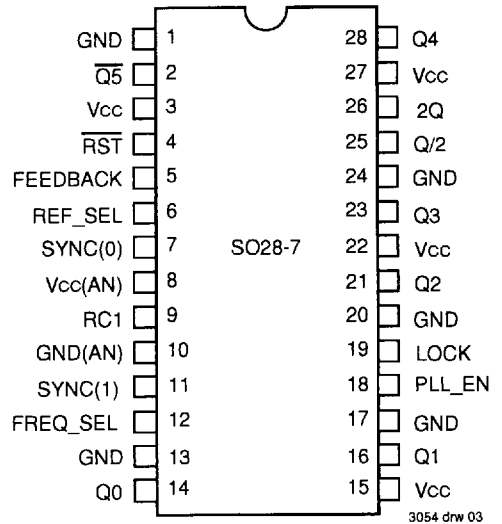 GND 1 28 Q4
Q5 2 27 Vcc
Vcc 3 26 2Q
RST 4 25 Q/2
FEEDBACK 5 24 GND
REF_SEL 6 23 Q3
SYNC(0) 7 SO28-7 22 Vcc
Vcc(AN) 8 21 Q2
RC1 9 20 GND
GND(AN) 10 19 LOCK
SYNC(1) 11 18 PLL_EN
FREQ_SEL 12 17 GND
GND 13 16 Q1
Q0 14 15 Vcc
3054 drw 03